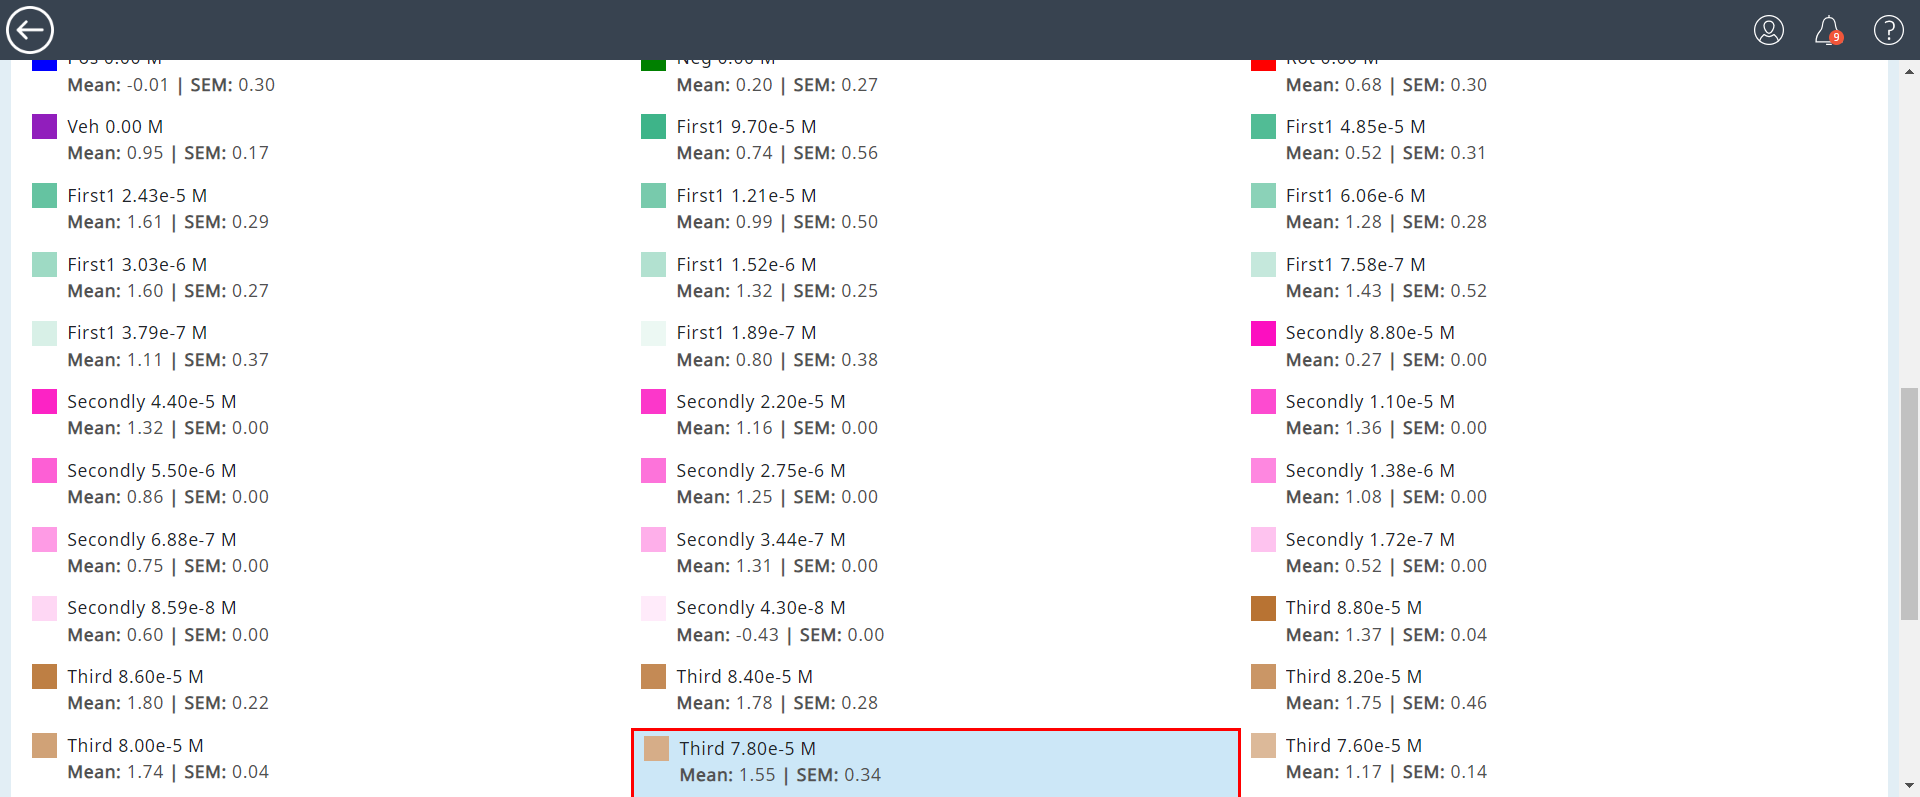 9
Pos 0.00 M
Mean: -0.01 | SEM: 0.30
Neg 0.00 M
Mean: 0.20 | SEM: 0.27
Rot 0.00 M
Mean: 0.68 | SEM: 0.30
Veh 0.00 M
Mean: 0.95 | SEM: 0.17
First1 9.70e-5 M
Mean: 0.74 | SEM: 0.56
First1 4.85e-5 M
Mean: 0.52 | SEM: 0.31
First1 2.43e-5 M
Mean: 1.61 | SEM: 0.29
First1 1.21e-5 M
Mean: 0.99 | SEM: 0.50
First1 6.06e-6 M
Mean: 1.28 | SEM: 0.28
First1 3.03e-6 M
Mean: 1.60 | SEM: 0.27
First1 1.52e-6 M
Mean: 1.32 | SEM: 0.25
First1 7.58e-7 M
Mean: 1.43 | SEM: 0.52
First1 3.79e-7 M
Mean: 1.11 | SEM: 0.37
First1 1.89e-7 M
Mean: 0.80 | SEM: 0.38
Secondly 8.80e-5 M
Mean: 0.27 | SEM: 0.00
Secondly 4.40e-5 M
Mean: 1.32 | SEM: 0.00
Secondly 2.20e-5 M
Mean: 1.16 | SEM: 0.00
Secondly 1.10e-5 M
Mean: 1.36 | SEM: 0.00
Secondly 5.50e-6 M
Mean: 0.86 | SEM: 0.00
Secondly 2.75e-6 M
Mean: 1.25 | SEM: 0.00
Secondly 1.38e-6 M
Mean: 1.08 | SEM: 0.00
Secondly 6.88e-7 M
Mean: 0.75 | SEM: 0.00
Secondly 3.44e-7 M
Mean: 1.31 | SEM: 0.00
Secondly 1.72e-7 M
Mean: 0.52 | SEM: 0.00
Secondly 8.59e-8 M
Mean: 0.60 | SEM: 0.00
Secondly 4.30e-8 M
Mean: -0.43 | SEM: 0.00
Third 8.80e-5 M
Mean: 1.37 | SEM: 0.04
Third 8.60e-5 M
Mean: 1.80 | SEM: 0.22
Third 8.40e-5 M
Mean: 1.78 | SEM: 0.28
Third 8.20e-5 M
Mean: 1.75 | SEM: 0.46
Third 8.00e-5 M
Mean: 1.74 | SEM: 0.04
Third 7.80e-5 M
Mean: 1.55 | SEM: 0.34
Third 7.60e-5 M
Mean: 1.17 | SEM: 0.14